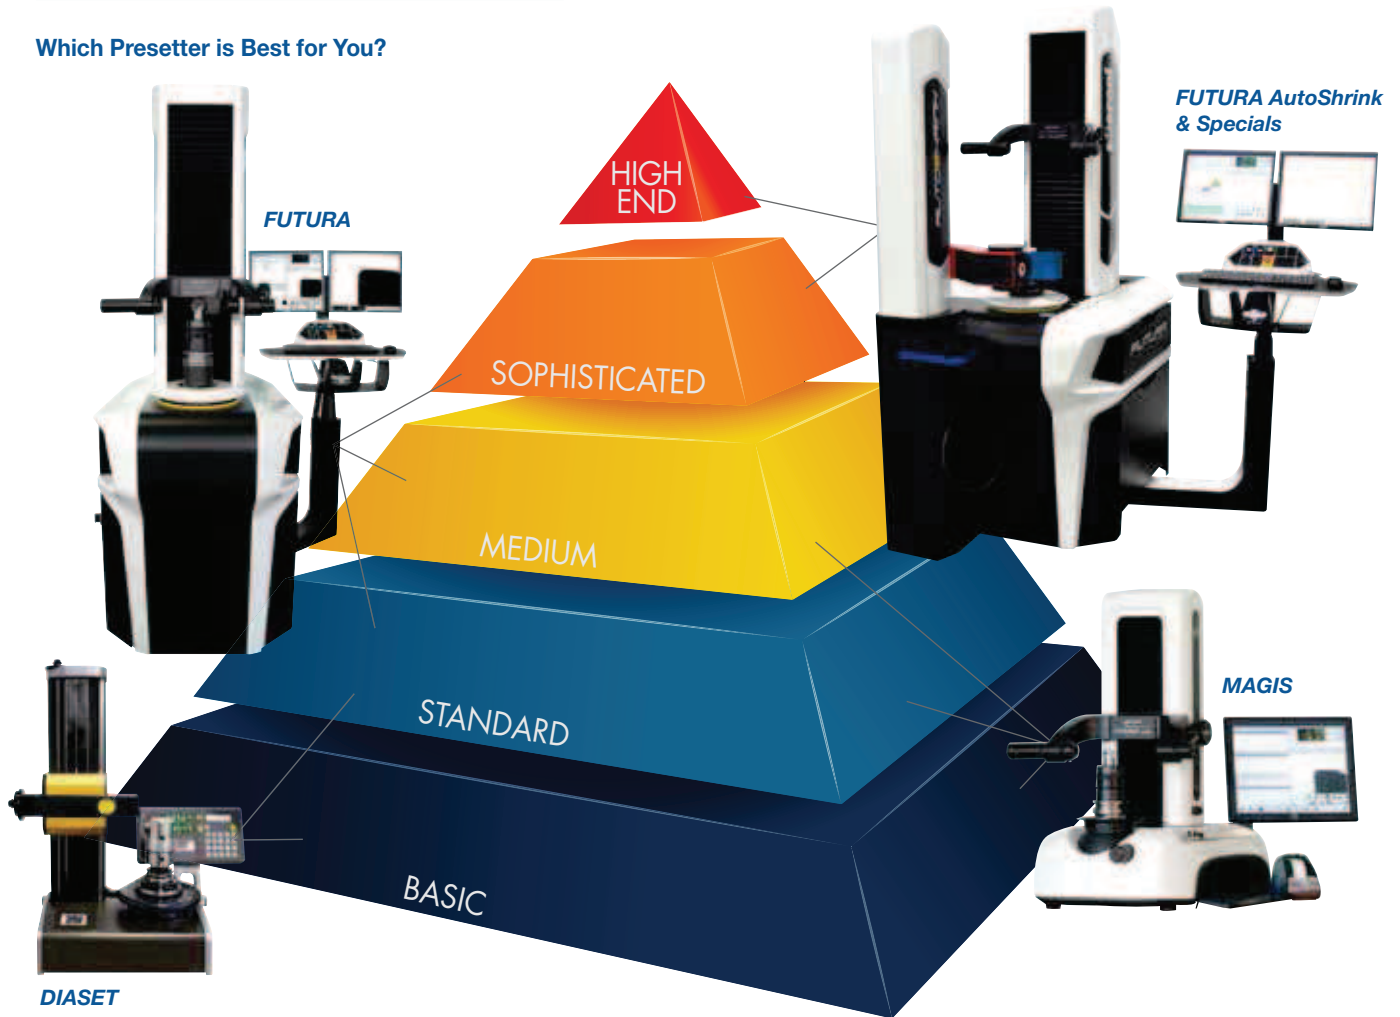 Which Presetter is Best for You?
FUTURA AutoShrink
& Specials
FUTURA
HIGH
END
SOPHISTICATED
MEDIUM
STANDARD
BASIC
MAGIS
DIASET